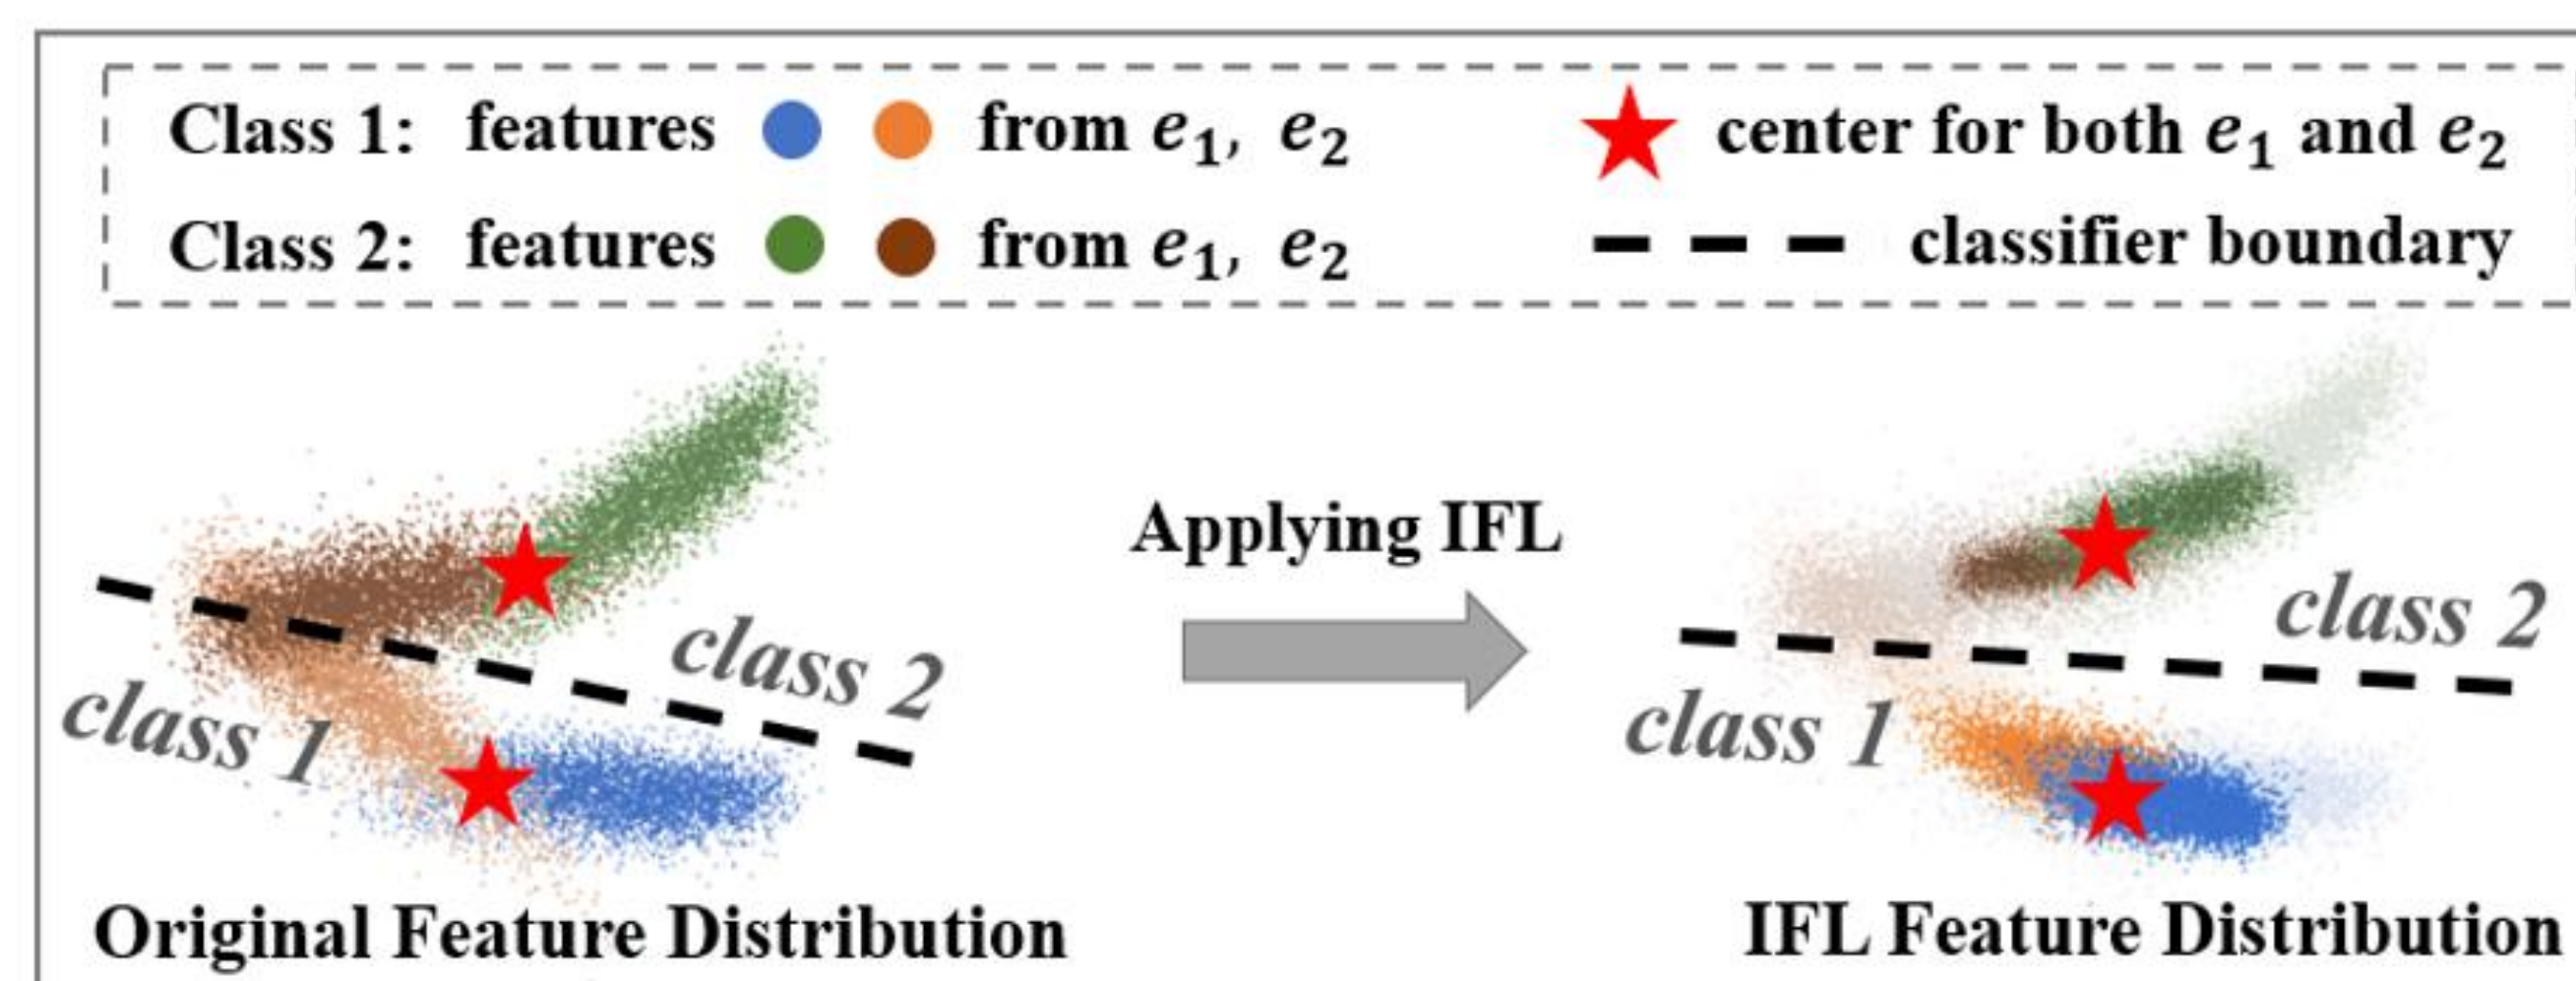 Class 1: features from e₁, e₂
center for both e₁ and e₂
Class 2: features from e₁, e₂
classifier boundary
class 2
class 1
Original Feature Distribution
Applying IFL
class 2
class 1
IFL Feature Distribution